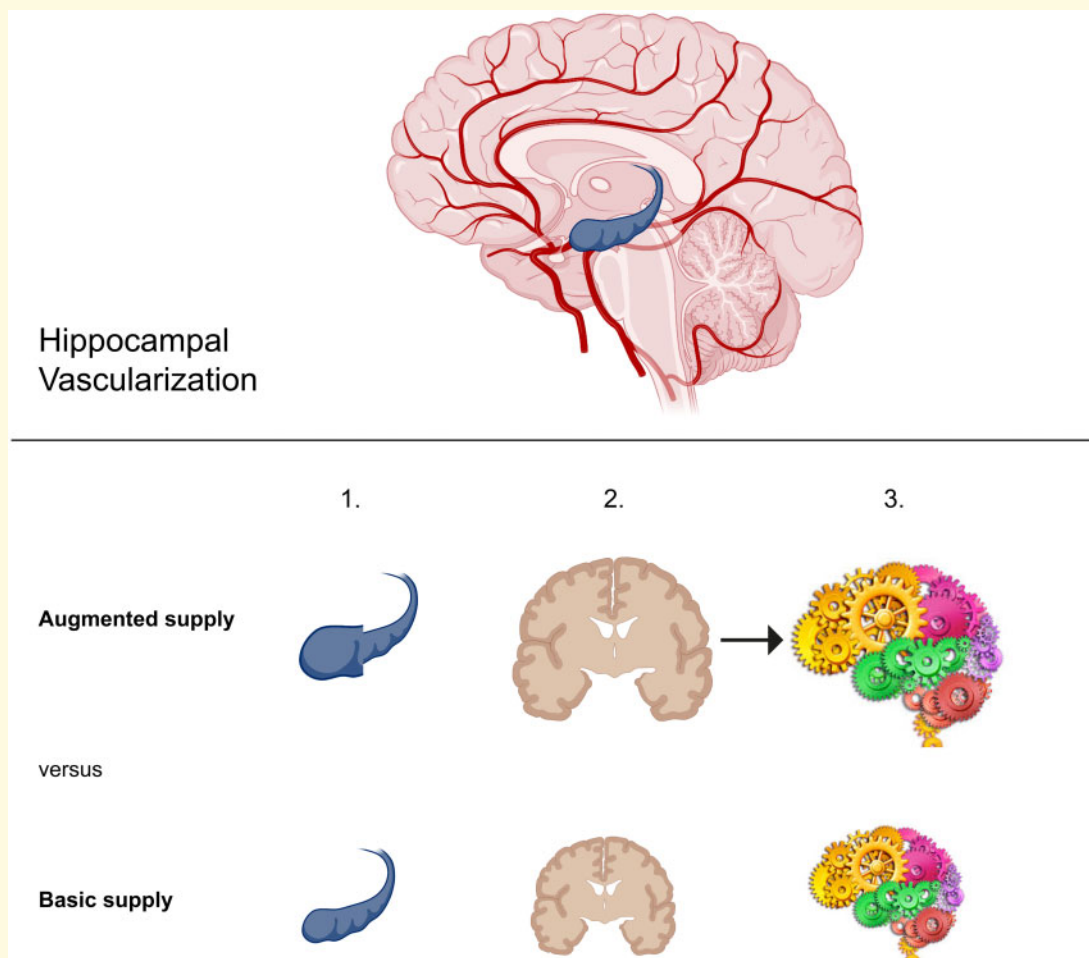 Hippocampal
Vascularization
1.
2.
3.
Augmented supply
versus
Basic supply